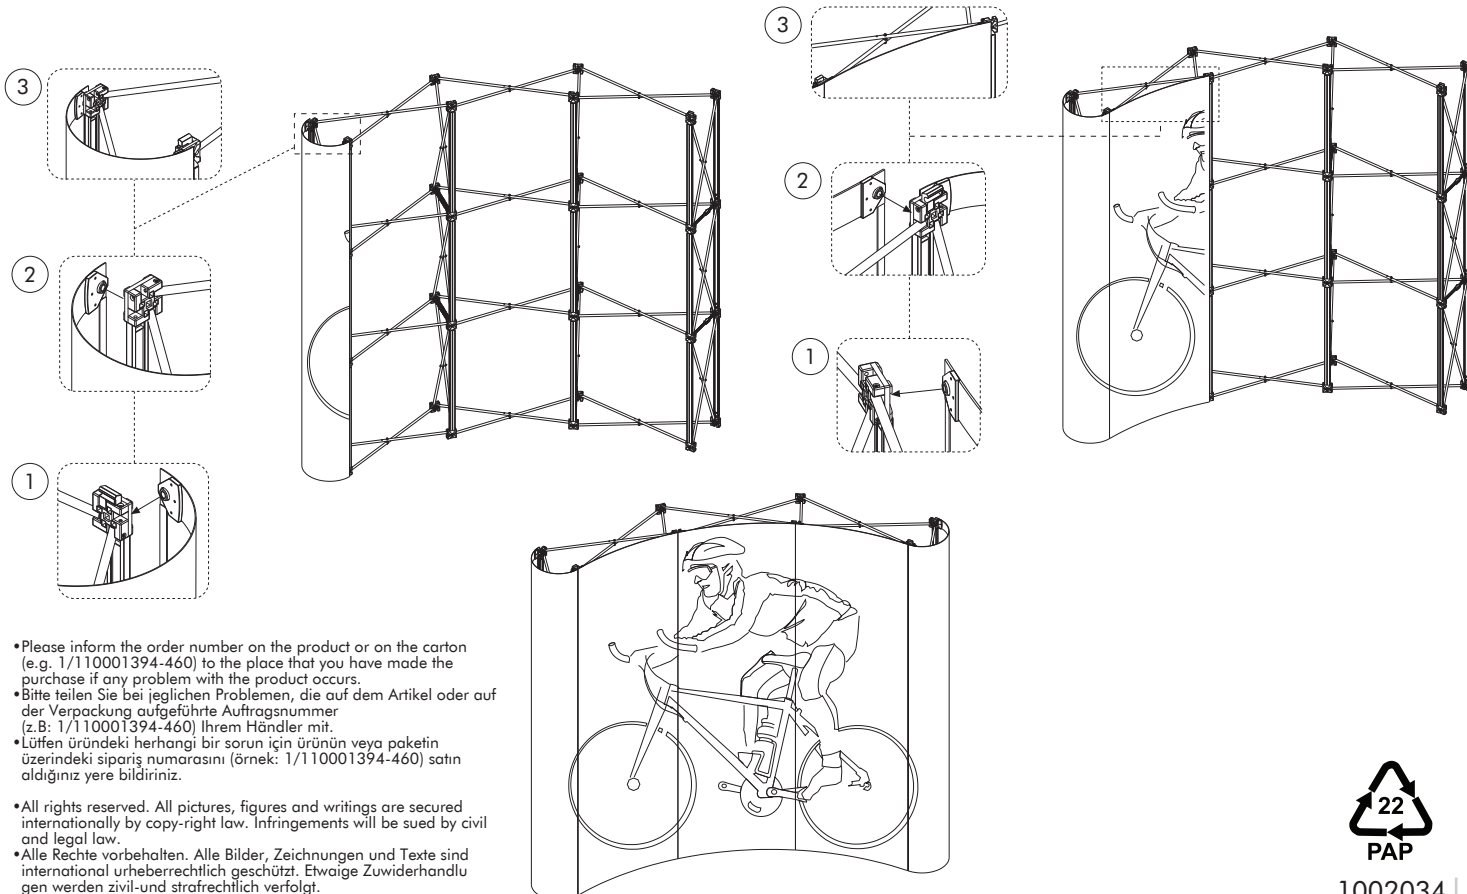 3
2
1
3
2
1
•Please inform the order number on the product or on the carton
(e.g. 1/110001394-460) to the place that you have made the
purchase if any problem with the product occurs.
•Bitte teilen Sie bei jeglichen Problemen, die auf dem Artikel oder auf
der Verpackung aufgeführte Auftragsnummer
(z.B: 1/110001394-460) Ihrem Händler mit.
•Lütfen üründeki herhangi bir sorun için ürünün veya paketin
üzerindeki sipariş numarasını (örnek: 1/110001394-460) satın
aldığınız yere bildiriniz.
•All rights reserved. All pictures, figures and writings are secured
internationally by copy-right law. Infringements will be sued by civil
and legal law.
•Alle Rechte vorbehalten. Alle Bilder, Zeichnungen und Texte sind
international urheberrechtlich geschützt. Etwaige Zuwiderhandlu
gen werden zivil-und strafrechtlich verfolgt.
22
PAP
1002034